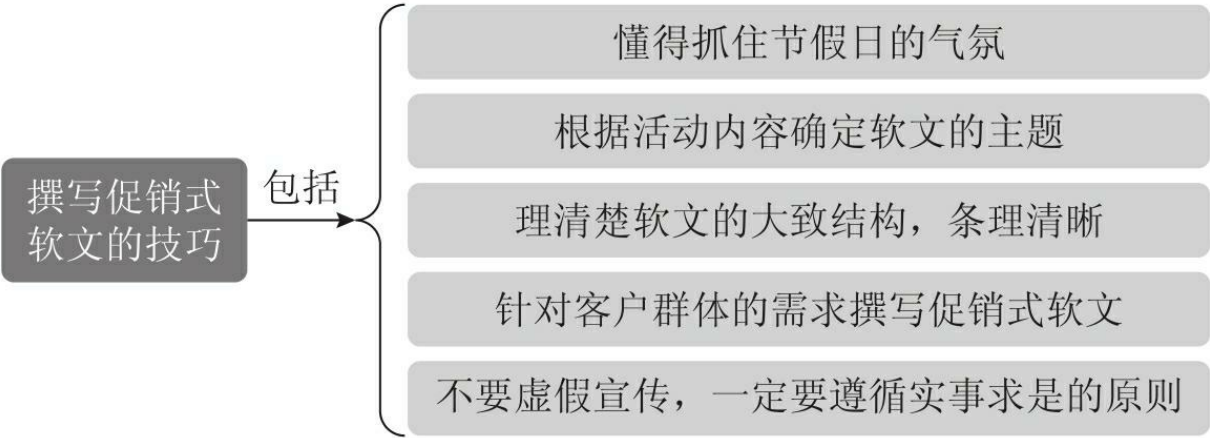 撰写促销式
软文的技巧
包括
懂得抓住节假日的气氛
根据活动内容确定软文的主题
理清楚软文的大致结构，条理清晰
针对客户群体的需求撰写促销式软文
不要虚假宣传，一定要遵循实事求是的原则